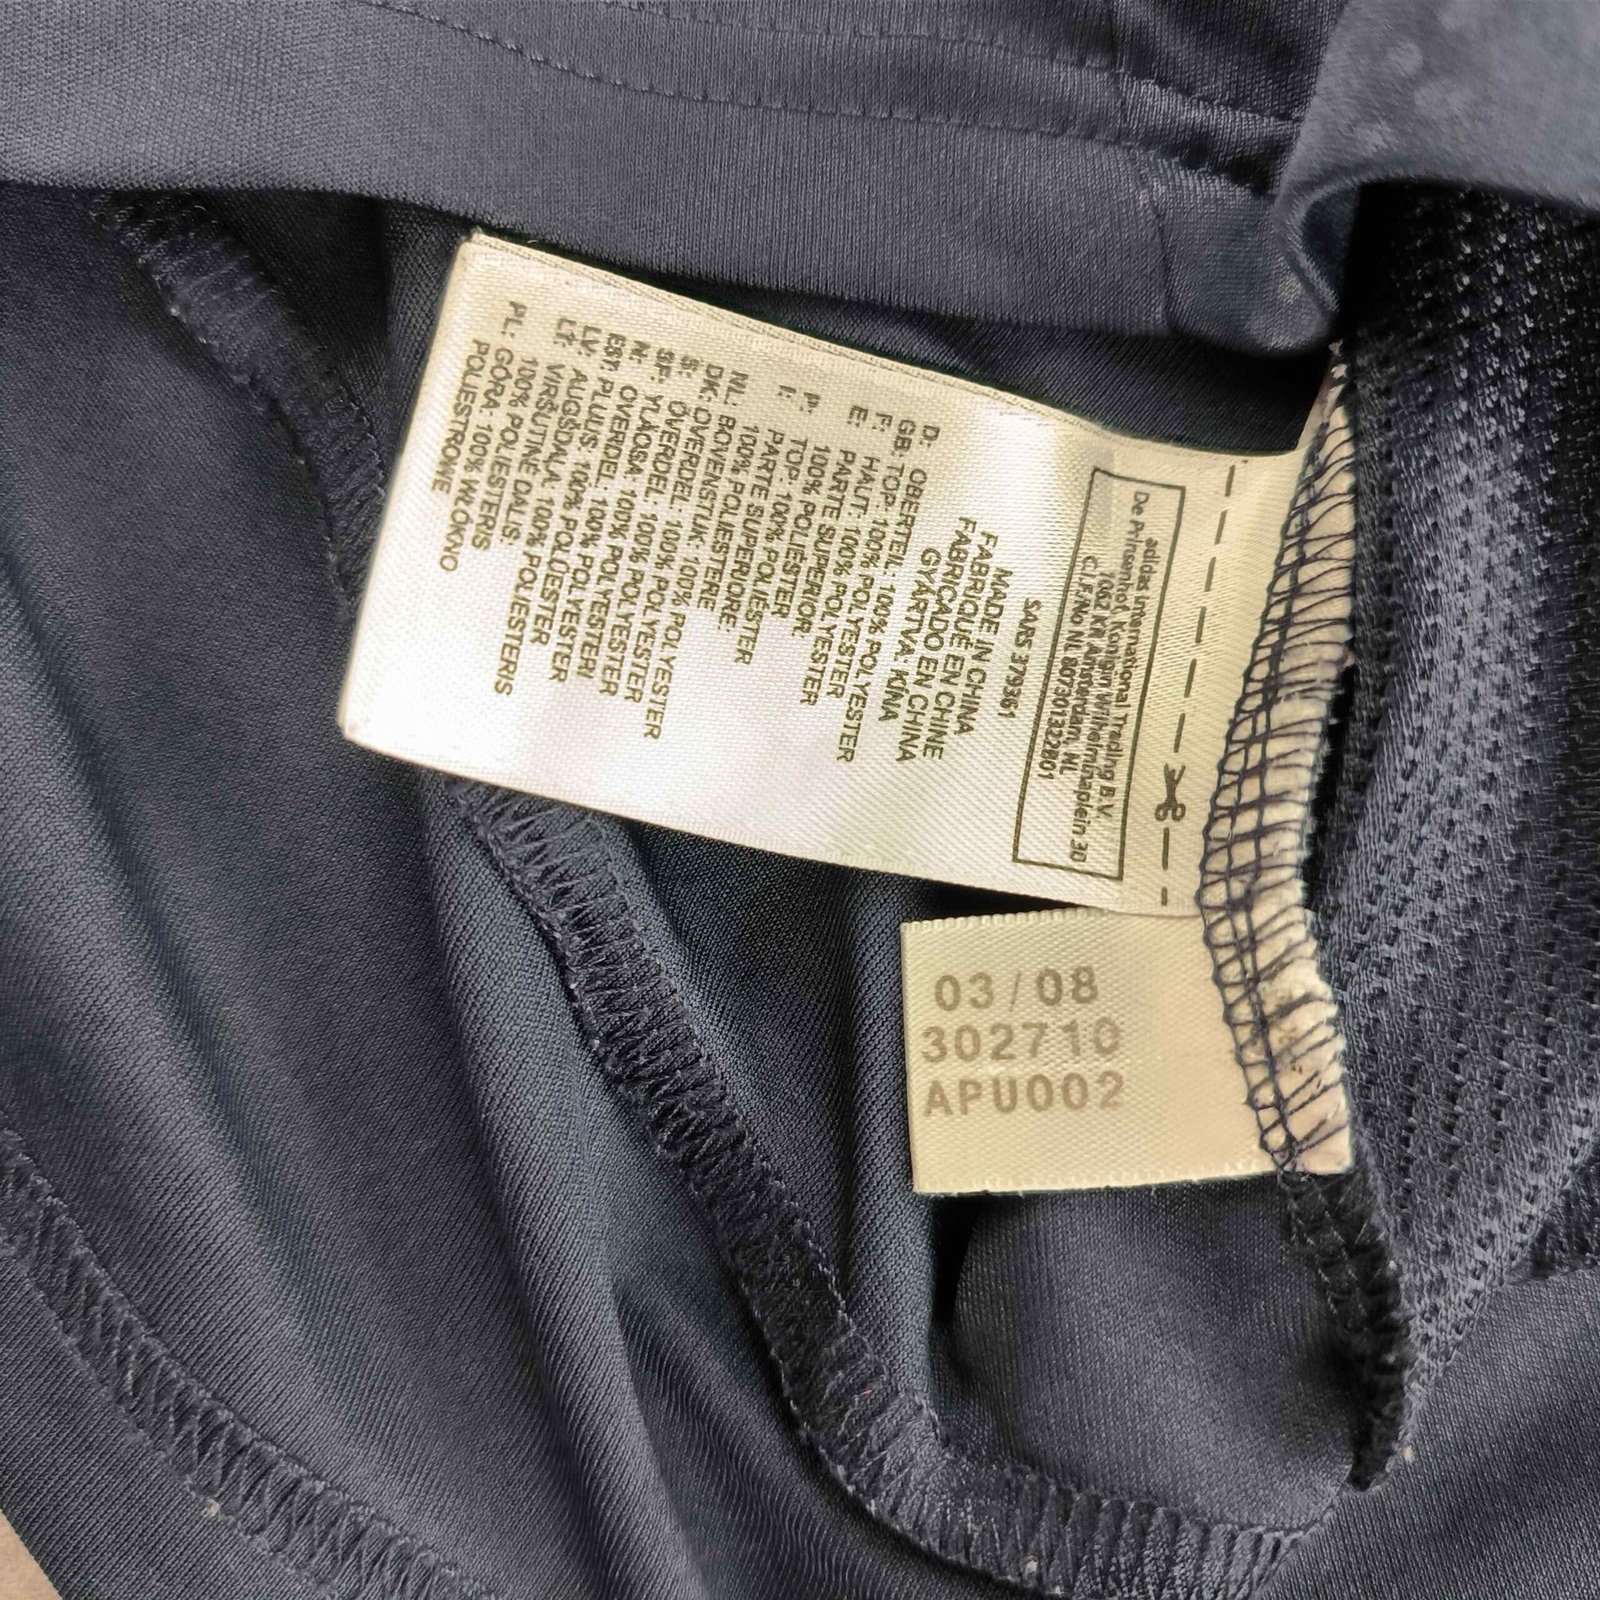 adidas International Trading B.V.
De Prinsenhof, Koningin Wilhelminaplein 30
1062 KR Amsterdam, NL
C.I.F./No NL 807301322B01
SARS 379361
MADE IN CHINA
FABRIQUÉ EN CHINE
FABRICADO EN CHINA
GYÁRTVA: KÍNA
D: OBERTEIL: 100% POLYESTER
GB: TOP: 100% POLYESTER
F: HAUT: 100% POLYESTER
E: PARTE SUPERIOR:
100% POLIÉSTER
P: TOP: 100% POLIÉSTER
I: PARTE SUPERIORE:
100% POLIESTERE
NL: BOVENSTUK: 100% POLYESTER
DK: OVERDEL: 100% POLYESTER
S: ÖVERDEL: 100% POLYESTER
SF: YLÄOSA: 100% POLYESTER
N: OVERDEL: 100% POLYESTER
EST: PLUUS: 100% POLÜESTER
LV: AUGŠDAĻA: 100% POLIESTERIS
LT: VIRŠUTINĖ DALIS:
100% POLIESTERIS
PL: GÓRA: 100% WŁÓKNO
POLIESTROWE
03/08
302710
APU002